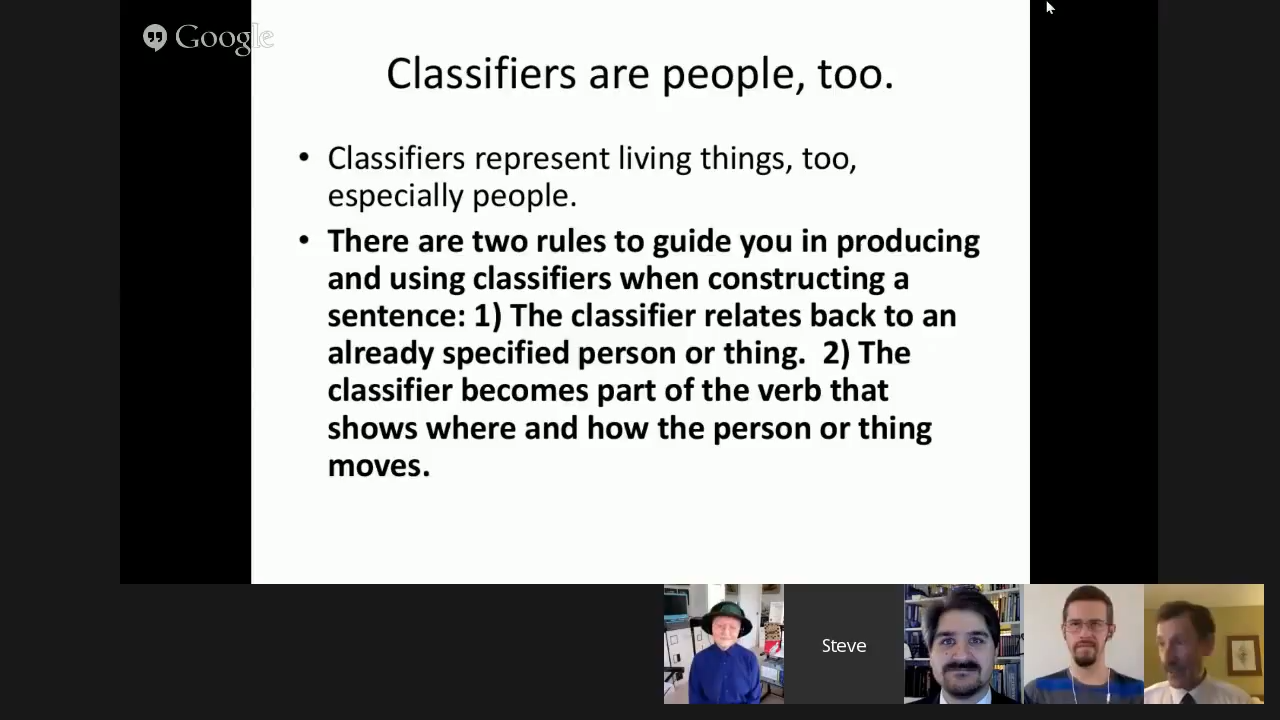 Google
Classifiers are people, too.
• Classifiers represent living things, too,
especially people.
• There are two rules to guide you in producing
and using classifiers when constructing a
sentence: 1) The classifier relates back to an
already specified person or thing.  2) The
classifier becomes part of the verb that
shows where and how the person or thing
moves.
Steve